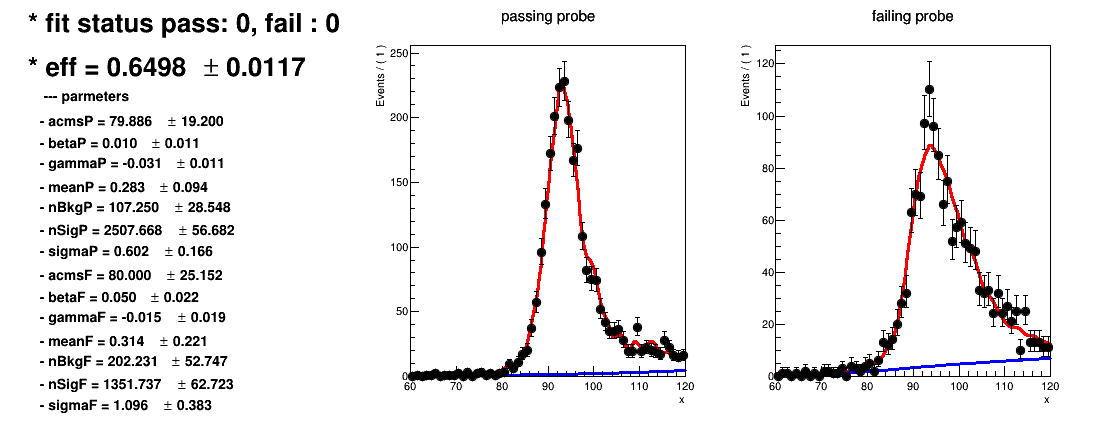 * fit status pass: 0, fail : 0
* eff = 0.6498 ± 0.0117
--- parmeters
- acmsP = 79.886 ± 19.200
- betaP = 0.010 ± 0.011
- gammaP = -0.031 ± 0.011
- meanP = 0.283 ± 0.094
- nBkgP = 107.250 ± 28.548
- nSigP = 2507.668 ± 56.682
- sigmaP = 0.602 ± 0.166
- acmsF = 80.000 ± 25.152
- betaF = 0.050 ± 0.022
- gammaF = -0.015 ± 0.019
- meanF = 0.314 ± 0.221
- nBkgF = 202.231 ± 52.747
- nSigF = 1351.737 ± 62.723
- sigmaF = 1.096 ± 0.383
passing probe
Events / ( 1 )
250
200
150
100
50
0
60 70 80 90 100 110 120
x
failing probe
Events / ( 1 )
120
100
80
60
40
20
0
60 70 80 90 100 110 120
x